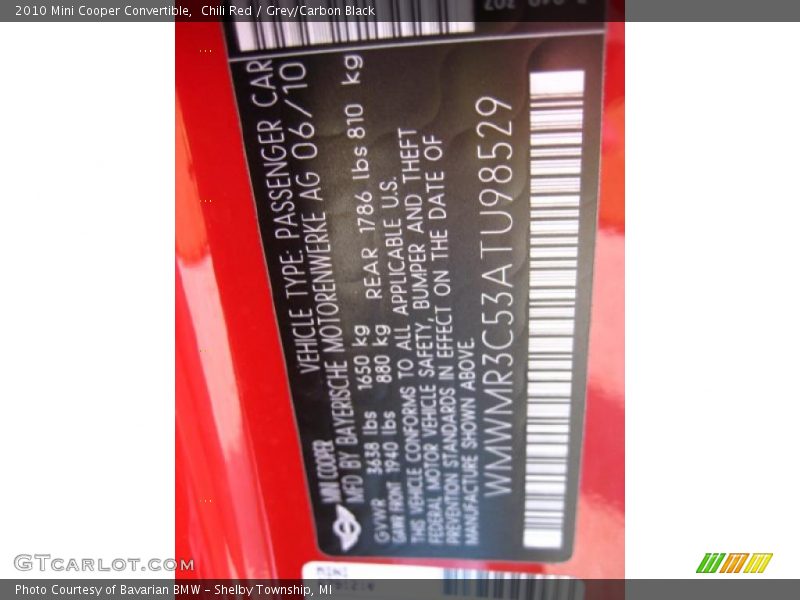 2010 Mini Cooper Convertible,  Chili Red / Grey/Carbon Black
MINI COOPER VEHICLE TYPE: PASSENGER CAR
MFD BY BAYERISCHE MOTORENWERKE AG 06/10
GVWR 3638 lbs 1650 kg
GAWR FRONT 1940 lbs 880 kg REAR 1786 lbs 810 kg
THIS VEHICLE CONFORMS TO ALL APPLICABLE U.S.
FEDERAL MOTOR VEHICLE SAFETY, BUMPER AND THEFT
PREVENTION STANDARDS IN EFFECT ON THE DATE OF
MANUFACTURE SHOWN ABOVE.
WMWMR3C53ATU98529
MINI
GTcarlot.com
Photo Courtesy of Bavarian BMW – Shelby Township, MI